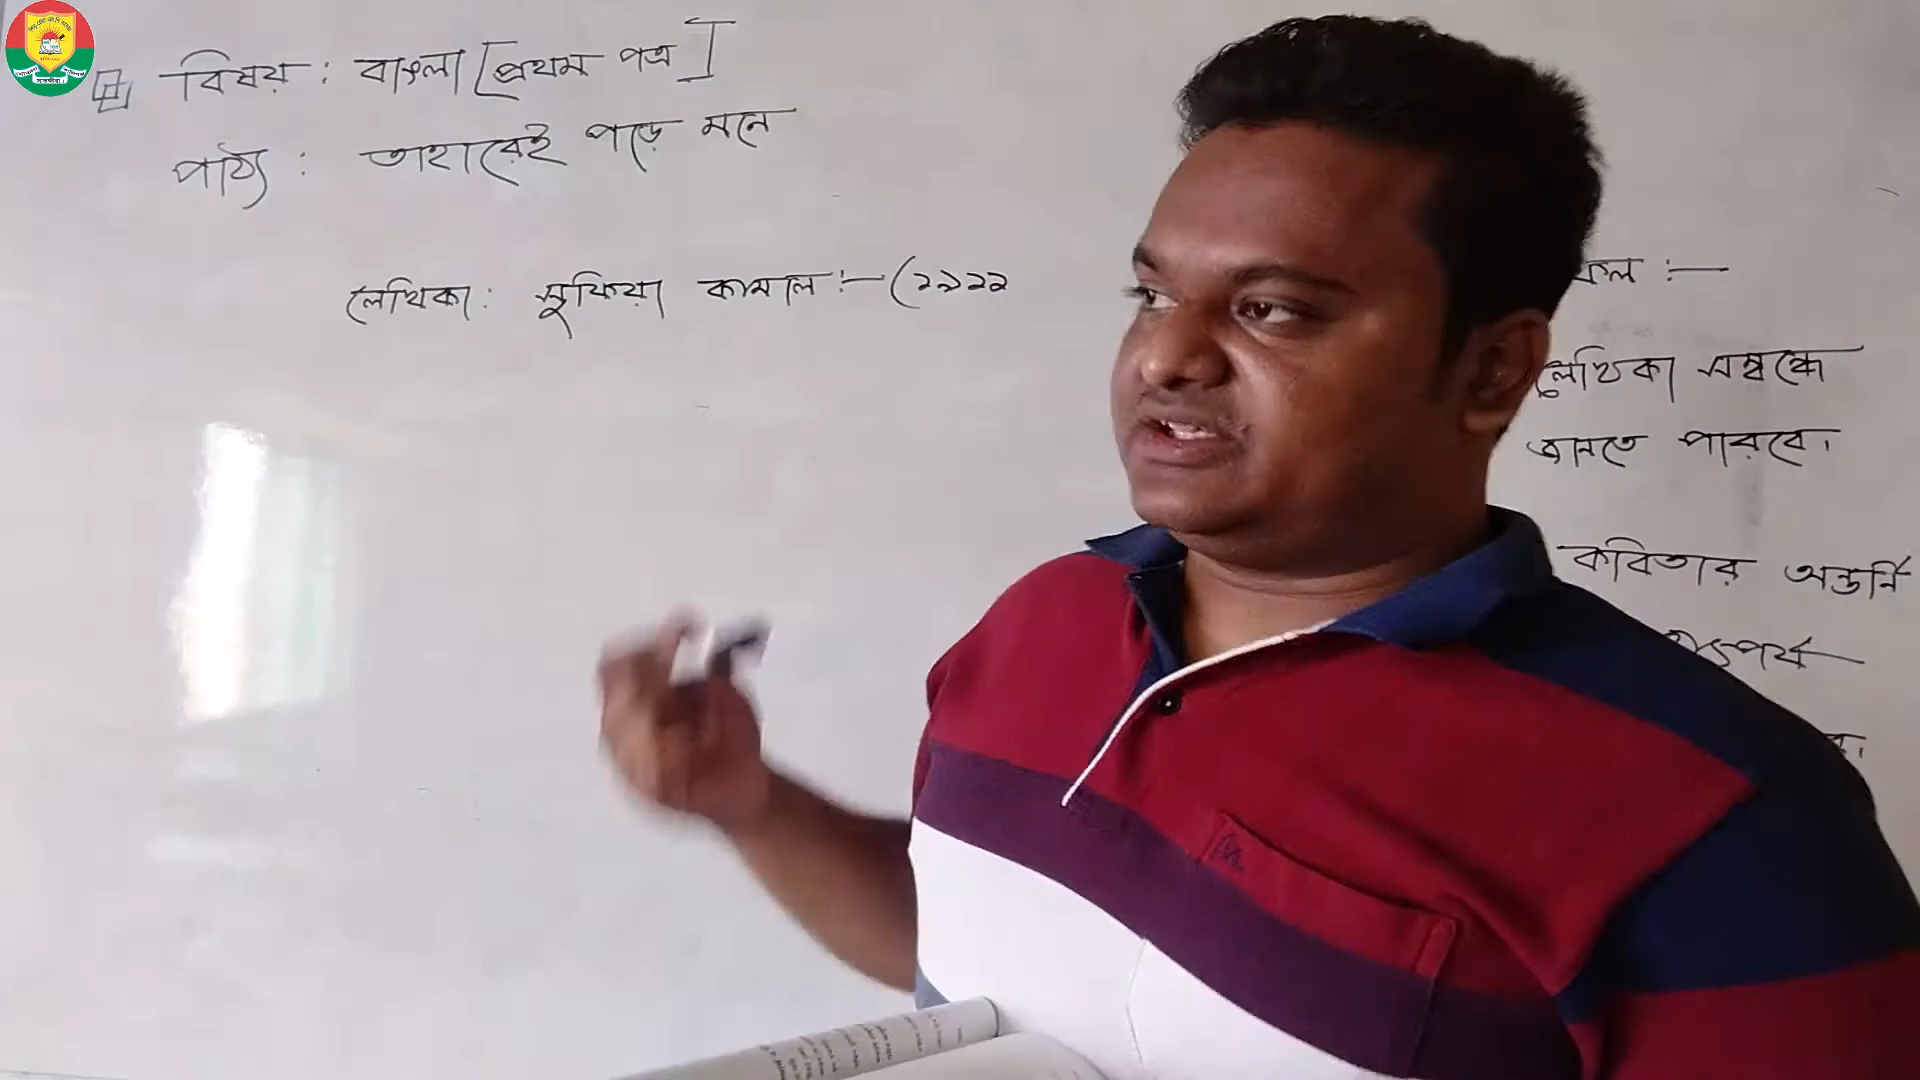 বিষয় : বাংলা [প্রথম পত্র]
পাঠ্য : তাহারেই পড়ে মনে
লেখিকা : সুফিয়া কামাল :- (১৯১১
ফল :-
লেখিকা সম্বন্ধে
জানতে পারবে।
কবিতার অন্তর্নি